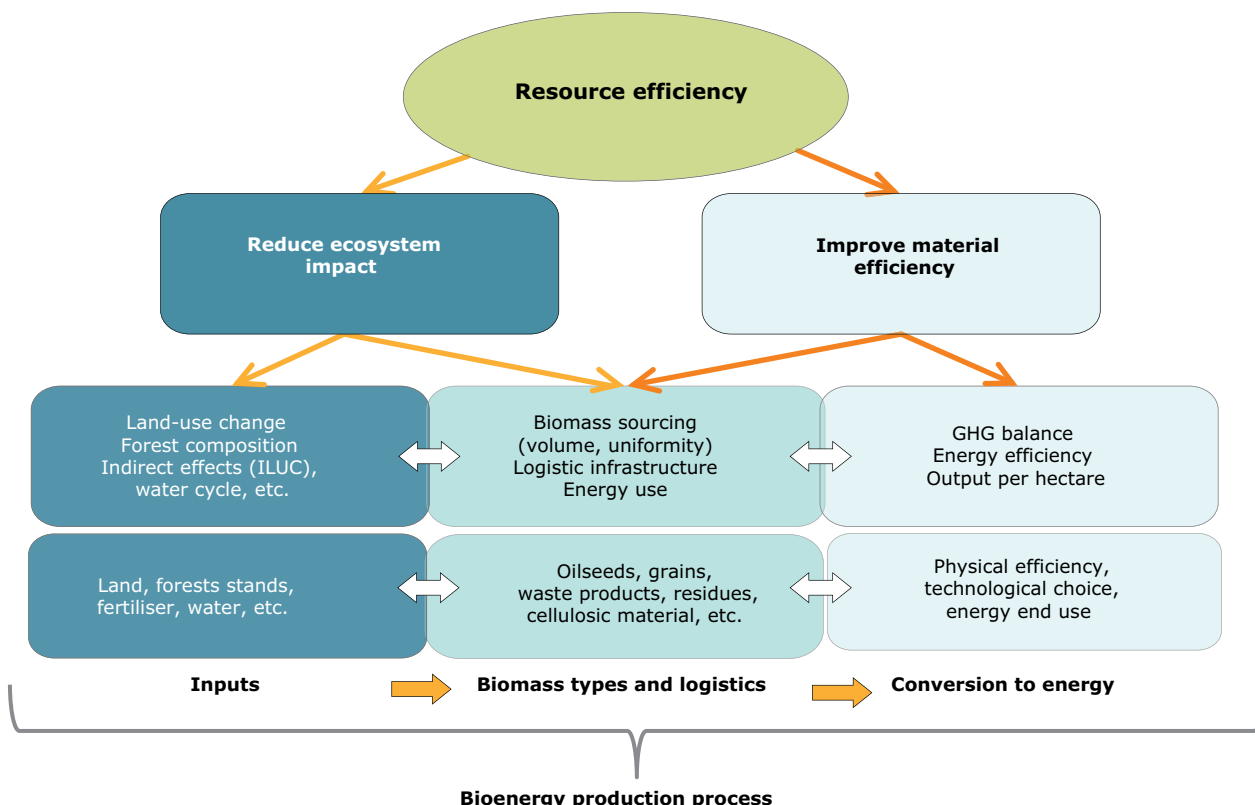 Resource efficiency
Reduce ecosystem
impact
Improve material
efficiency
Land-use change
Forest composition
Indirect effects (ILUC),
water cycle, etc.
Biomass sourcing
(volume, uniformity)
Logistic infrastructure
Energy use
GHG balance
Energy efficiency
Output per hectare
Land, forests stands,
fertiliser, water, etc.
Oilseeds, grains,
waste products, residues,
cellulosic material, etc.
Physical efficiency,
technological choice,
energy end use
Inputs
Biomass types and logistics
Conversion to energy
Bioenergy production process